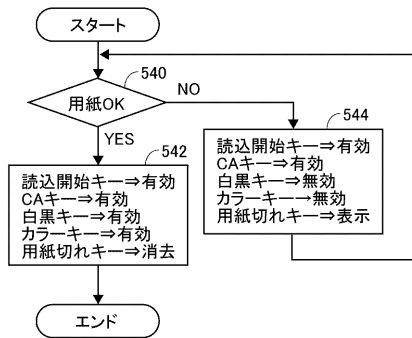 スタート
540
用紙OK
NO
YES
544
読込開始キー⇒有効
CAキー⇒有効
白黒キー⇒無効
カラーキー→無効
用紙切れキー⇒表示
542
読込開始キー⇒有効
CAキー⇒有効
白黒キー⇒有効
カラーキー⇒有効
用紙切れキー⇒消去
エンド